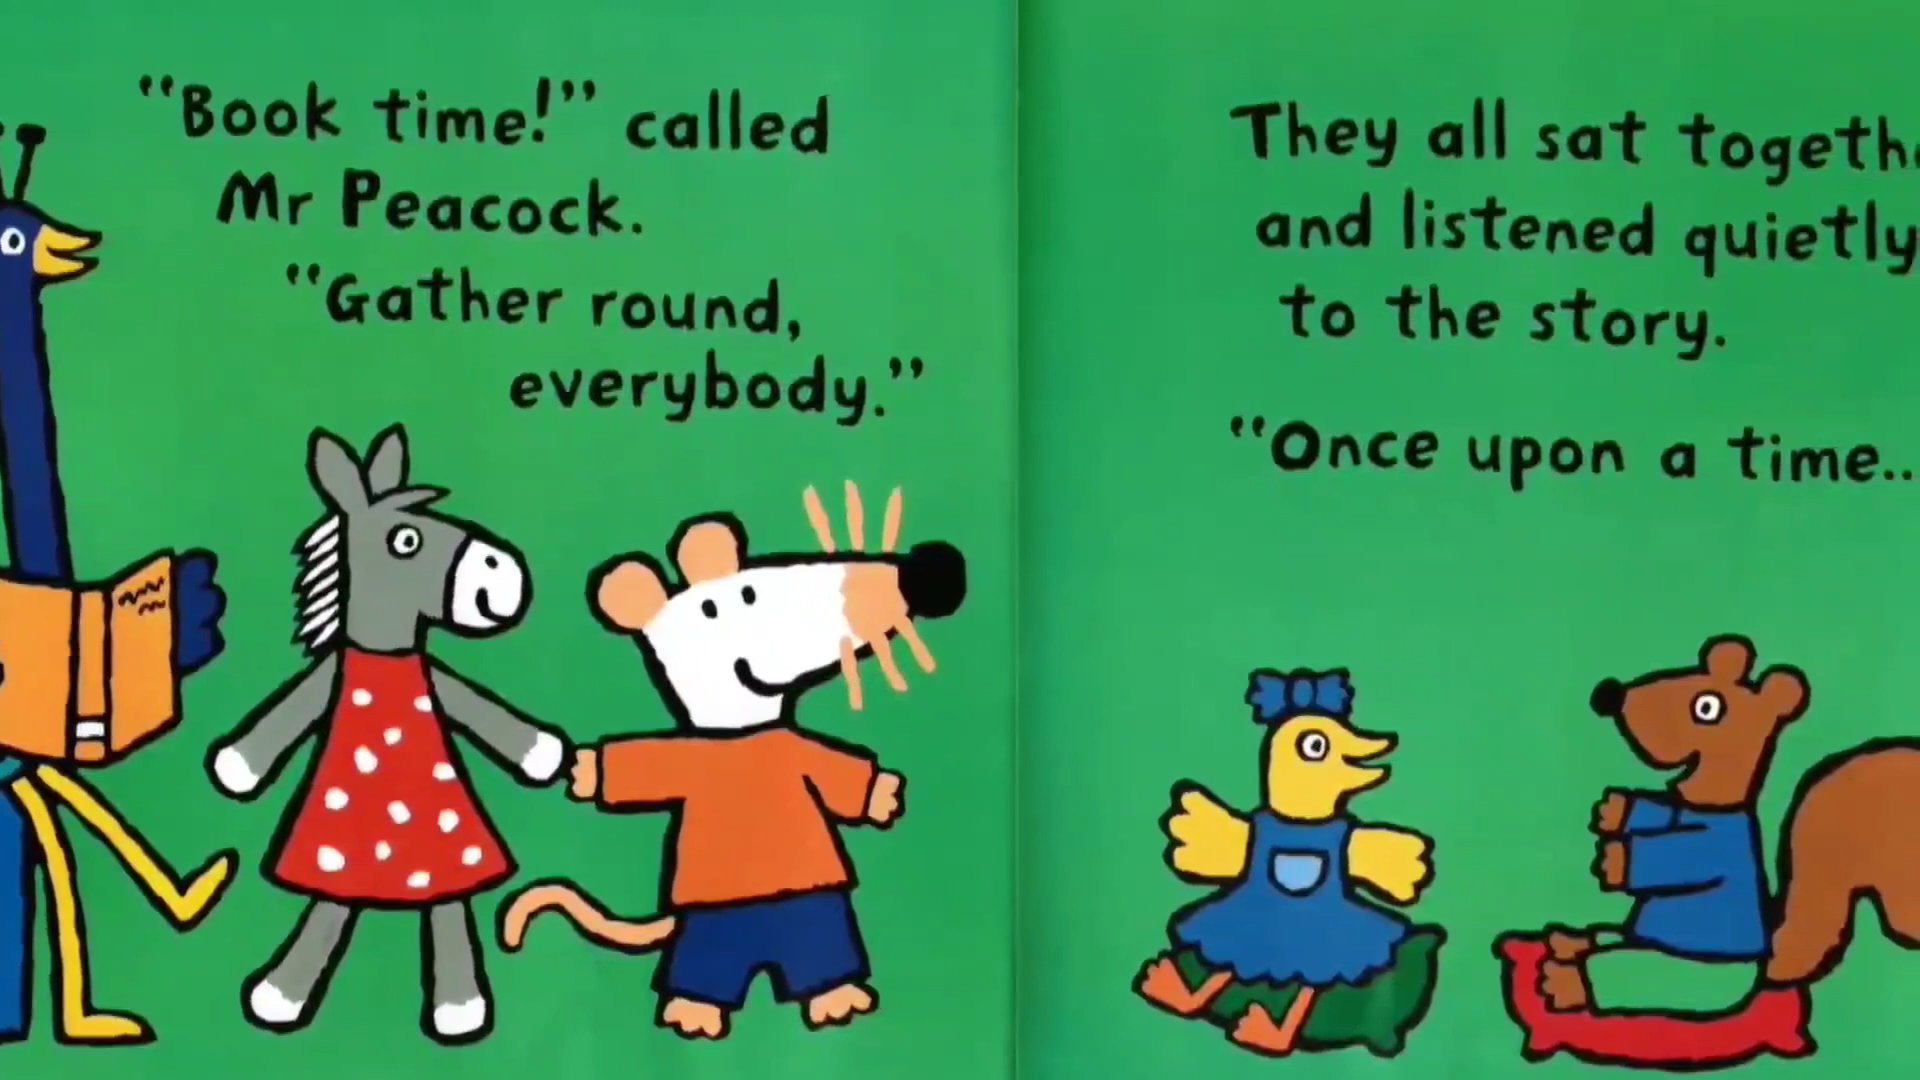 “Book time!” called
Mr Peacock.
“Gather round,
everybody.”
They all sat
and listened quietly
to the story.
“Once upon a time..